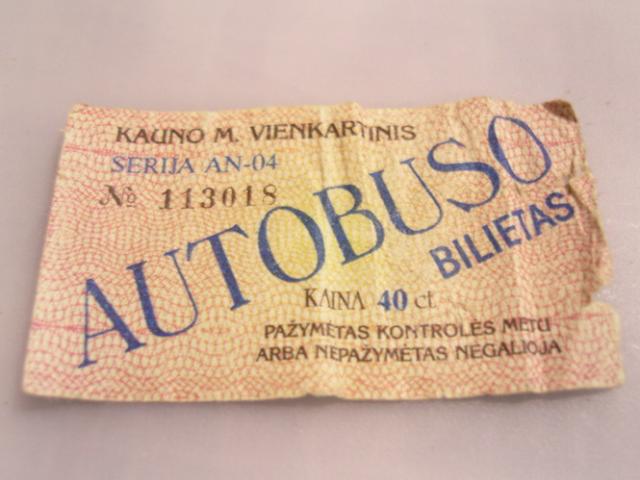 KAUNO M. VIENKARTINIS
SERIJA AN-04
№ 113018
AUTOBUSO
BILIETAS
KAINA 40 ct.
PAŽYMĖTAS KONTROLĖS METU
ARBA NEPAŽYMĖTAS NEGALIOJA